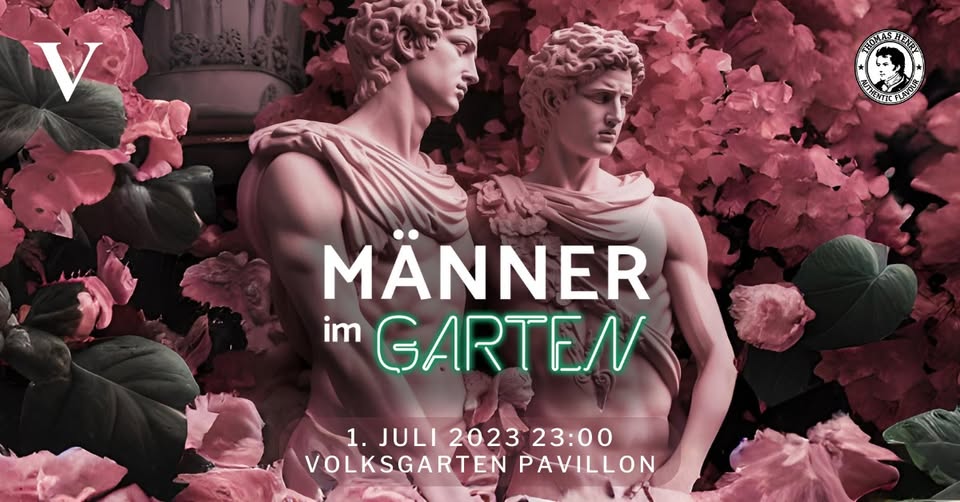 V
THOMAS HENRY
AUTHENTIC FLAVOUR
MÄNNER
im GARTEN
1. JULI 2023 23:00
VOLKSGARTEN PAVILLON